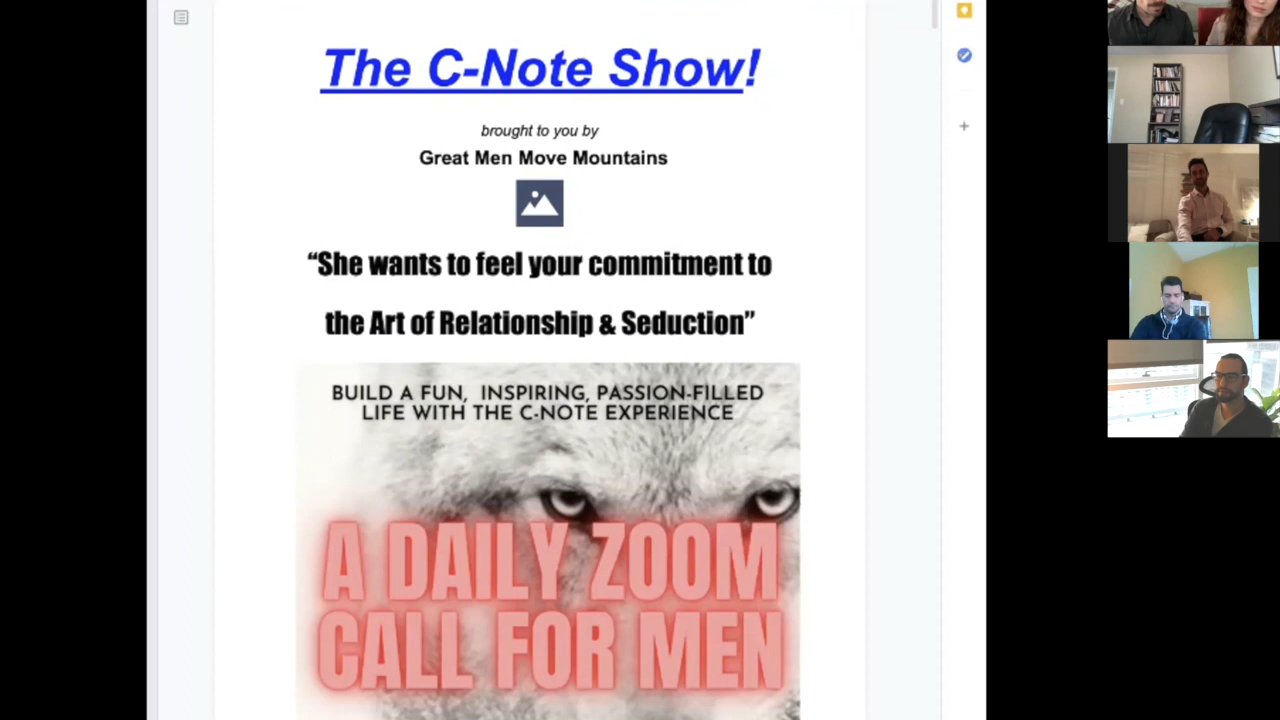 The C-Note Show!
brought to you by
Great Men Move Mountains
“She wants to feel your commitment to
the Art of Relationship & Seduction”
BUILD A FUN, INSPIRING, PASSION-FILLED
LIFE WITH THE C-NOTE EXPERIENCE
A DAILY ZOOM
CALL FOR MEN